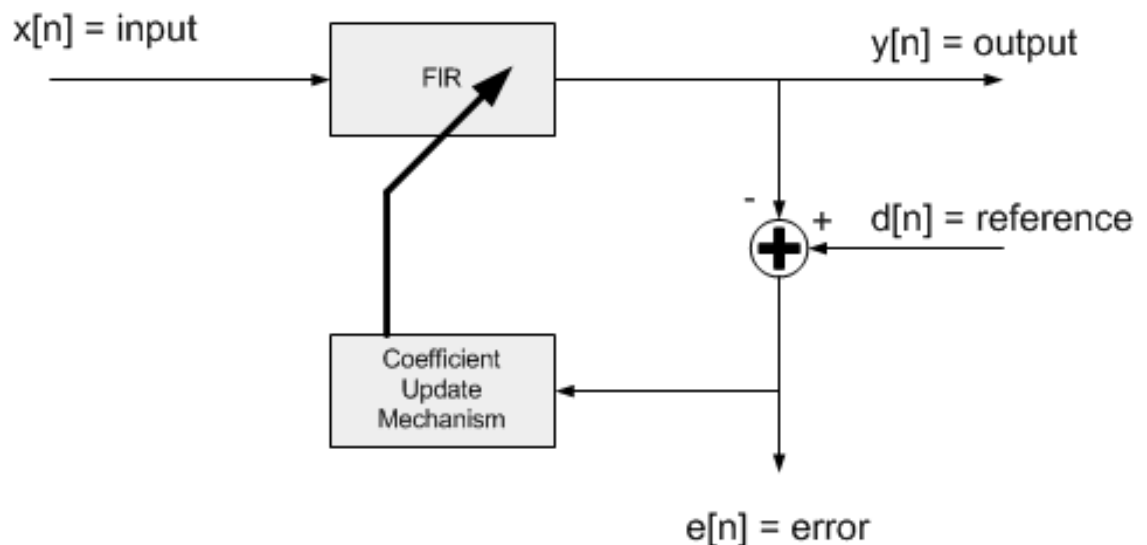 x[n] = input
FIR
y[n] = output
-
+
d[n] = reference
Coefficient
Update
Mechanism
e[n] = error